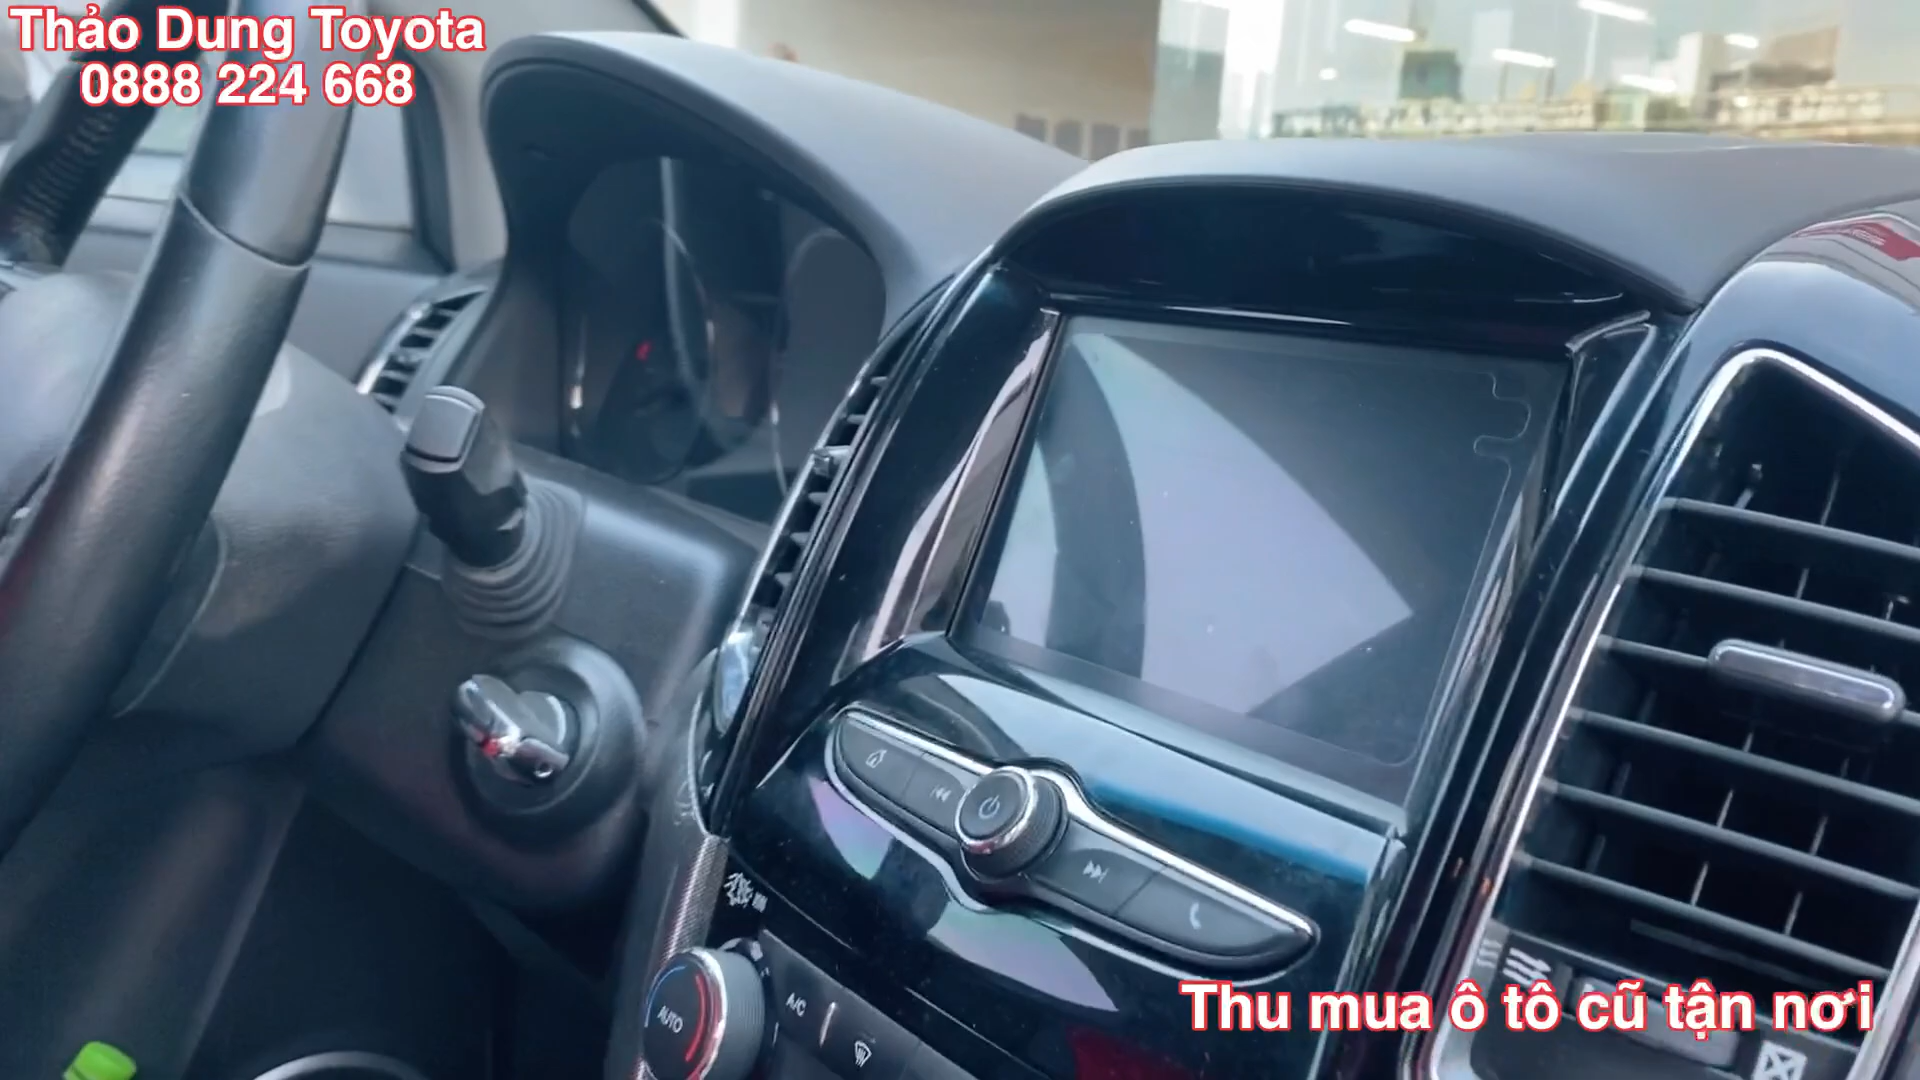 Thảo Dung Toyota
0888 224 668
AUTO
A/C
Thu mua ô tô cũ tận nơi